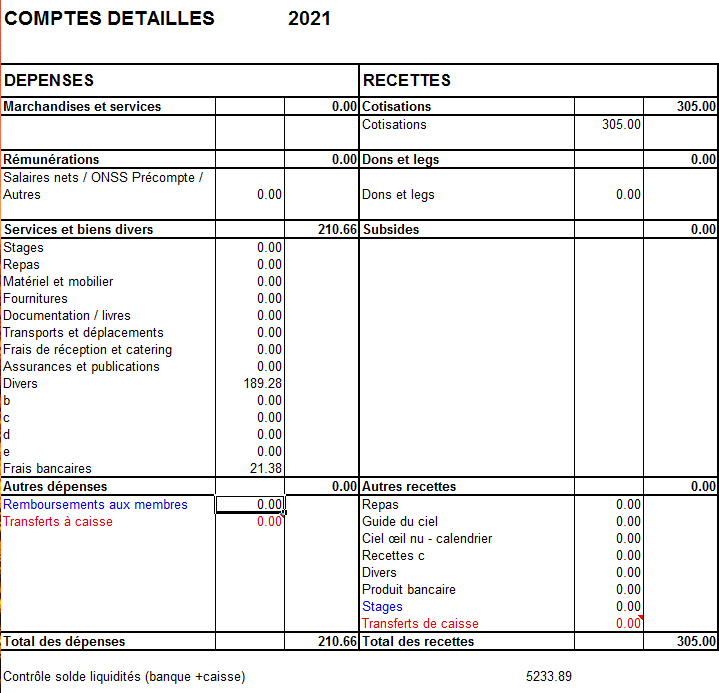 COMPTES DETAILLES 2021
DEPENSES RECETTES
Marchandises et services 0.00 Cotisations 305.00
Cotisations 305.00
Rémunérations 0.00 Dons et legs 0.00
Salaires nets / ONSS Précompte /
Autres 0.00 Dons et legs 0.00
Services et biens divers 210.66 Subsides 0.00
Stages 0.00
Repas 0.00
Matériel et mobilier 0.00
Fournitures 0.00
Documentation / livres 0.00
Transports et déplacements 0.00
Frais de réception et catering 0.00
Assurances et publications 0.00
Divers 189.28
b 0.00
c 0.00
d 0.00
e 0.00
Frais bancaires 21.38
Autres dépenses 0.00 Autres recettes 0.00
Remboursements aux membres 0.00 Repas 0.00
Transferts à caisse 0.00 Guide du ciel 0.00
Ciel œil nu - calendrier 0.00
Recettes c 0.00
Divers 0.00
Produit bancaire 0.00
Stages 0.00
Transferts de caisse 0.00
Total des dépenses 210.66 Total des recettes 305.00
Contrôle solde liquidités (banque +caisse) 5233.89